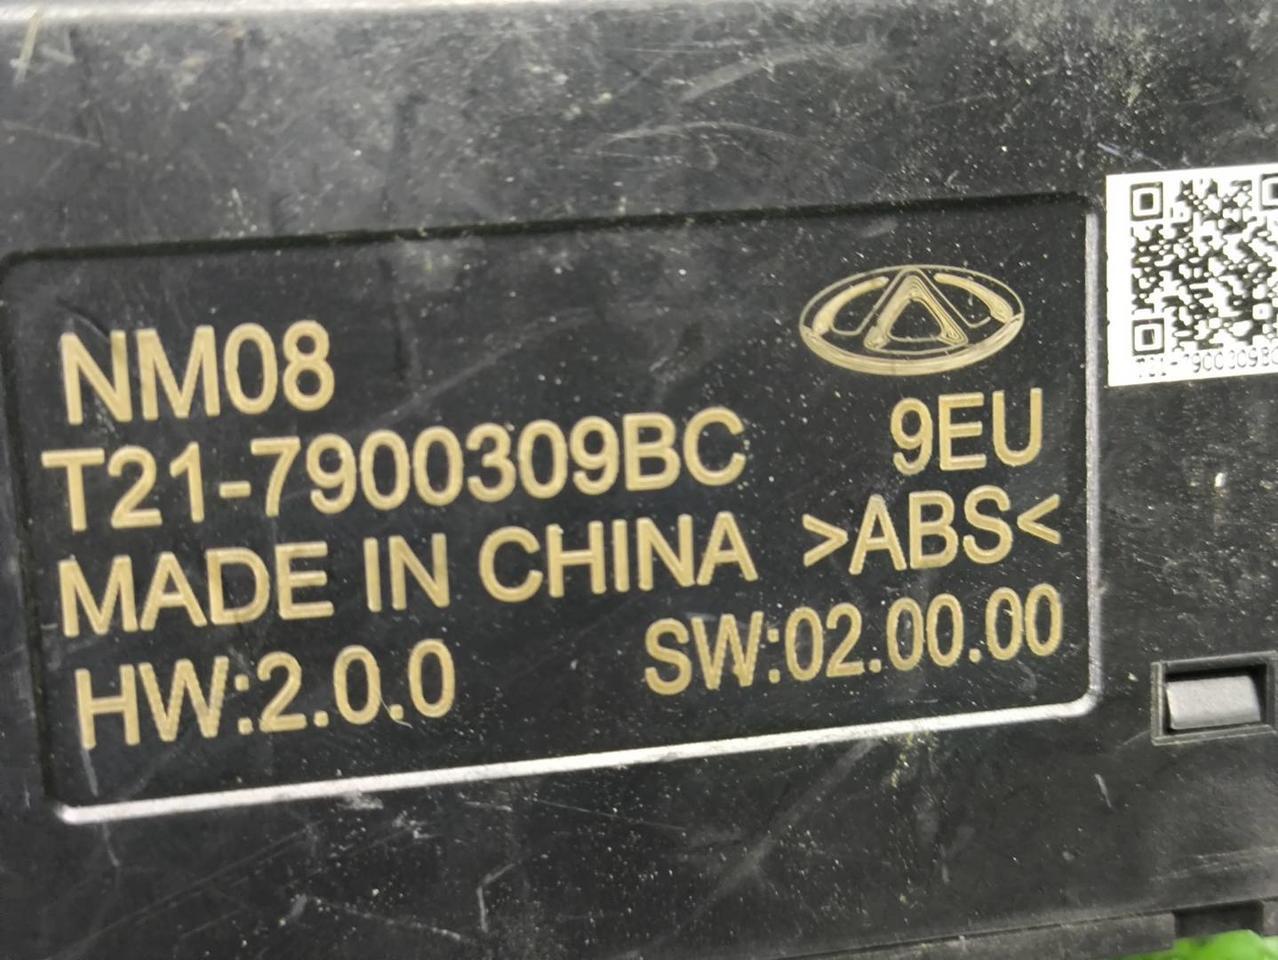 NM08
T21-7900309BC 9EU
MADE IN CHINA >ABS<
HW:2.0.0 SW:02.00.00